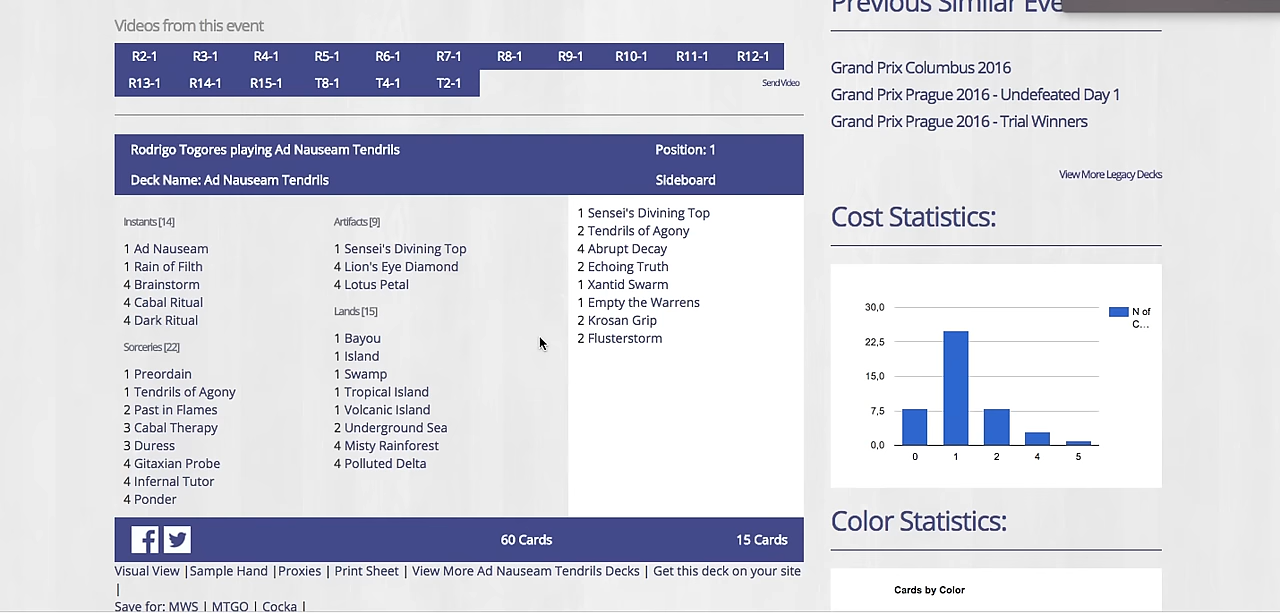 Videos from this event
R2-1 R3-1 R4-1 R5-1 R6-1 R7-1 R8-1 R9-1 R10-1 R11-1 R12-1
R13-1 R14-1 R15-1 T8-1 T4-1 T2-1
Send Video
Rodrigo Togores playing Ad Nauseam Tendrils
Position: 1
Deck Name: Ad Nauseam Tendrils
Sideboard
Instants [14]
1 Ad Nauseam
1 Rain of Filth
4 Brainstorm
4 Cabal Ritual
4 Dark Ritual
Sorceries [22]
1 Preordain
1 Tendrils of Agony
2 Past in Flames
3 Cabal Therapy
3 Duress
4 Gitaxian Probe
4 Infernal Tutor
4 Ponder
Artifacts [9]
1 Sensei's Divining Top
4 Lion's Eye Diamond
4 Lotus Petal
Lands [15]
1 Bayou
1 Island
1 Swamp
1 Tropical Island
1 Volcanic Island
2 Underground Sea
4 Misty Rainforest
4 Polluted Delta
1 Sensei's Divining Top
2 Tendrils of Agony
4 Abrupt Decay
2 Echoing Truth
1 Xantid Swarm
1 Empty the Warrens
2 Krosan Grip
2 Flusterstorm
60 Cards
15 Cards
Visual View |Sample Hand |Proxies | Print Sheet | View More Ad Nauseam Tendrils Decks | Get this deck on your site
|
Save for: MWS | MTGO | Cocka |
Previous Similar Eve
Grand Prix Columbus 2016
Grand Prix Prague 2016 - Undefeated Day 1
Grand Prix Prague 2016 - Trial Winners
View More Legacy Decks
Cost Statistics:
30,0
22,5
15,0
7,5
0,0
0 1 2 4 5
N of
C...
Color Statistics:
Cards by Color